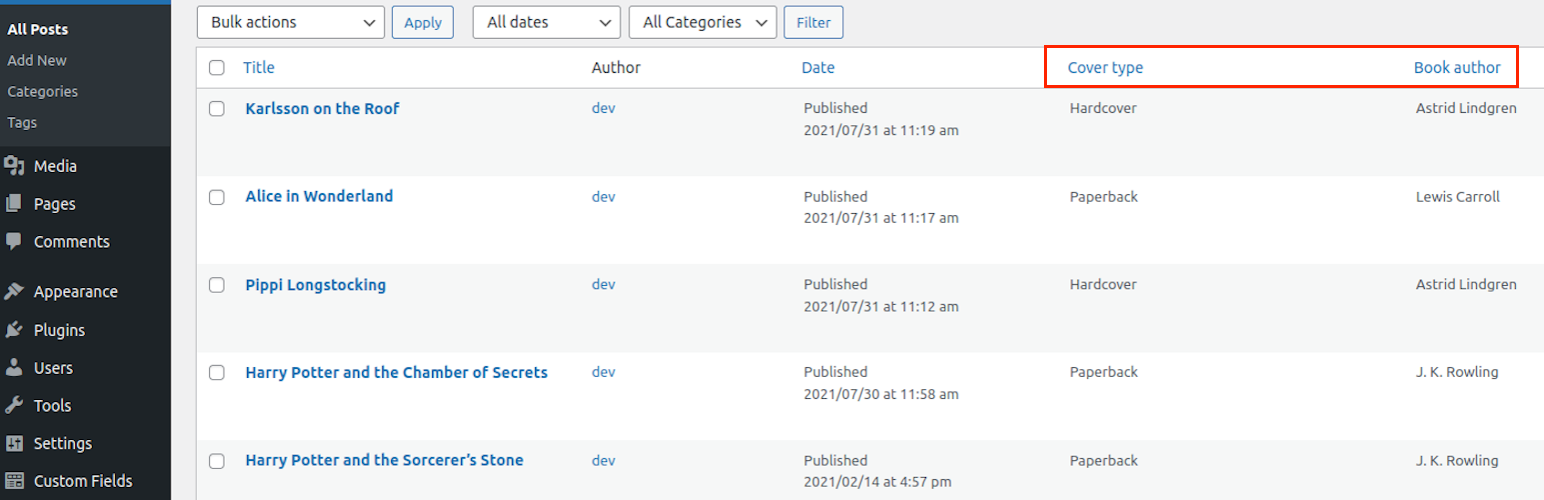 All Posts
Add New
Categories
Tags
Media
Pages
Comments
Appearance
Plugins
Users
Tools
Settings
Custom Fields
Bulk actions Apply All dates All Categories Filter
Title Author Date Cover type Book author
Karlsson on the Roof dev Published Hardcover Astrid Lindgren
2021/07/31 at 11:19 am
Alice in Wonderland dev Published Paperback Lewis Carroll
2021/07/31 at 11:17 am
Pippi Longstocking dev Published Hardcover Astrid Lindgren
2021/07/31 at 11:12 am
Harry Potter and the Chamber of Secrets dev Published Paperback J. K. Rowling
2021/07/30 at 11:58 am
Harry Potter and the Sorcerer’s Stone dev Published Paperback J. K. Rowling
2021/02/14 at 4:57 pm